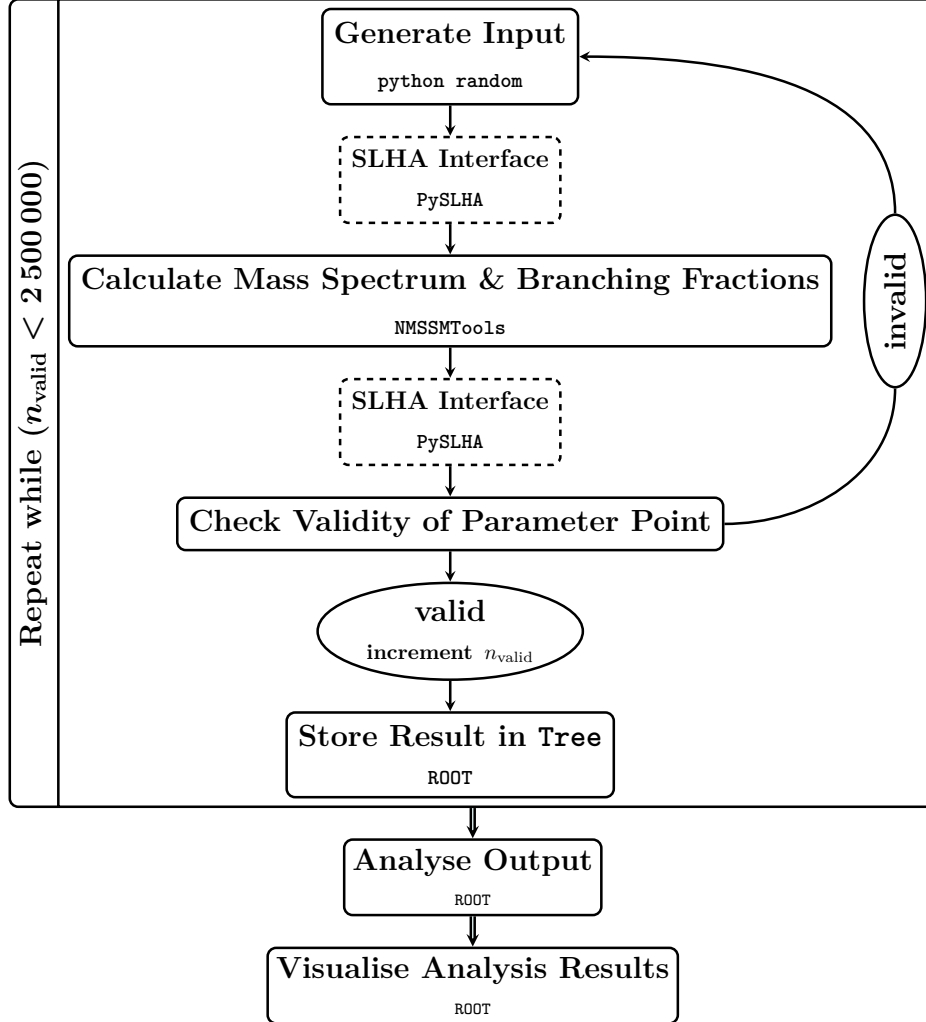 Repeat while (n_valid < 2 500 000)
Generate Input
python random
SLHA Interface
PySLHA
Calculate Mass Spectrum & Branching Fractions
NMSSMTools
SLHA Interface
PySLHA
Check Validity of Parameter Point
invalid
valid
increment n_valid
Store Result in Tree
ROOT
Analyse Output
ROOT
Visualise Analysis Results
ROOT